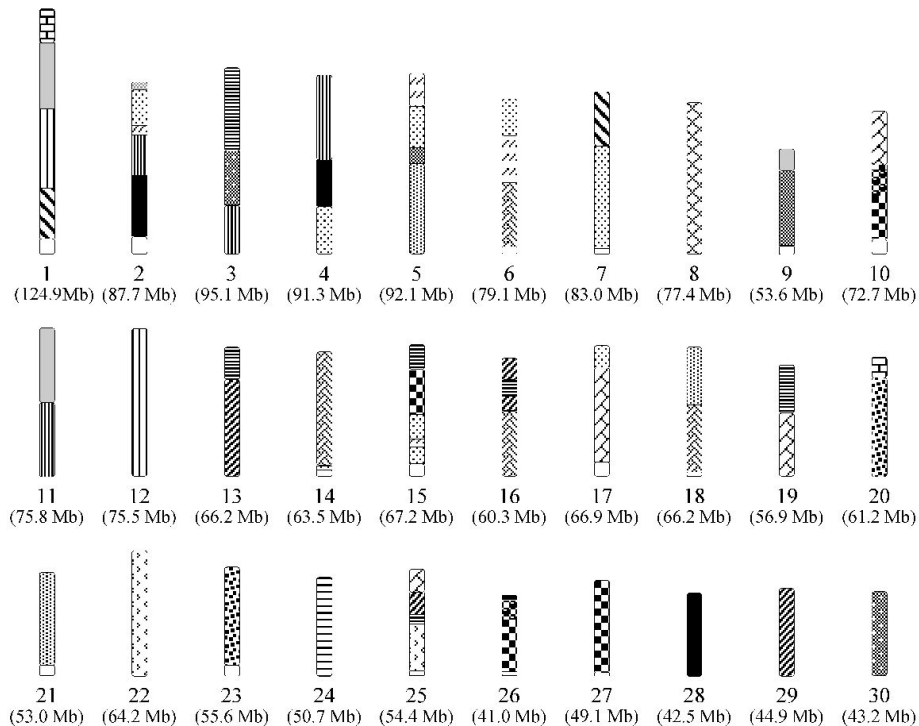 1 2 3 4 5 6 7 8 9 10
(124.9Mb) (87.7 Mb) (95.1 Mb) (91.3 Mb) (92.1 Mb) (79.1 Mb) (83.0 Mb) (77.4 Mb) (53.6 Mb) (72.7 Mb)
11 12 13 14 15 16 17 18 19 20
(75.8 Mb) (75.5 Mb) (66.2 Mb) (63.5 Mb) (67.2 Mb) (60.3 Mb) (66.9 Mb) (66.2 Mb) (56.9 Mb) (61.2 Mb)
21 22 23 24 25 26 27 28 29 30
(53.0 Mb) (64.2 Mb) (55.6 Mb) (50.7 Mb) (54.4 Mb) (41.0 Mb) (49.1 Mb) (42.5 Mb) (44.9 Mb) (43.2 Mb)